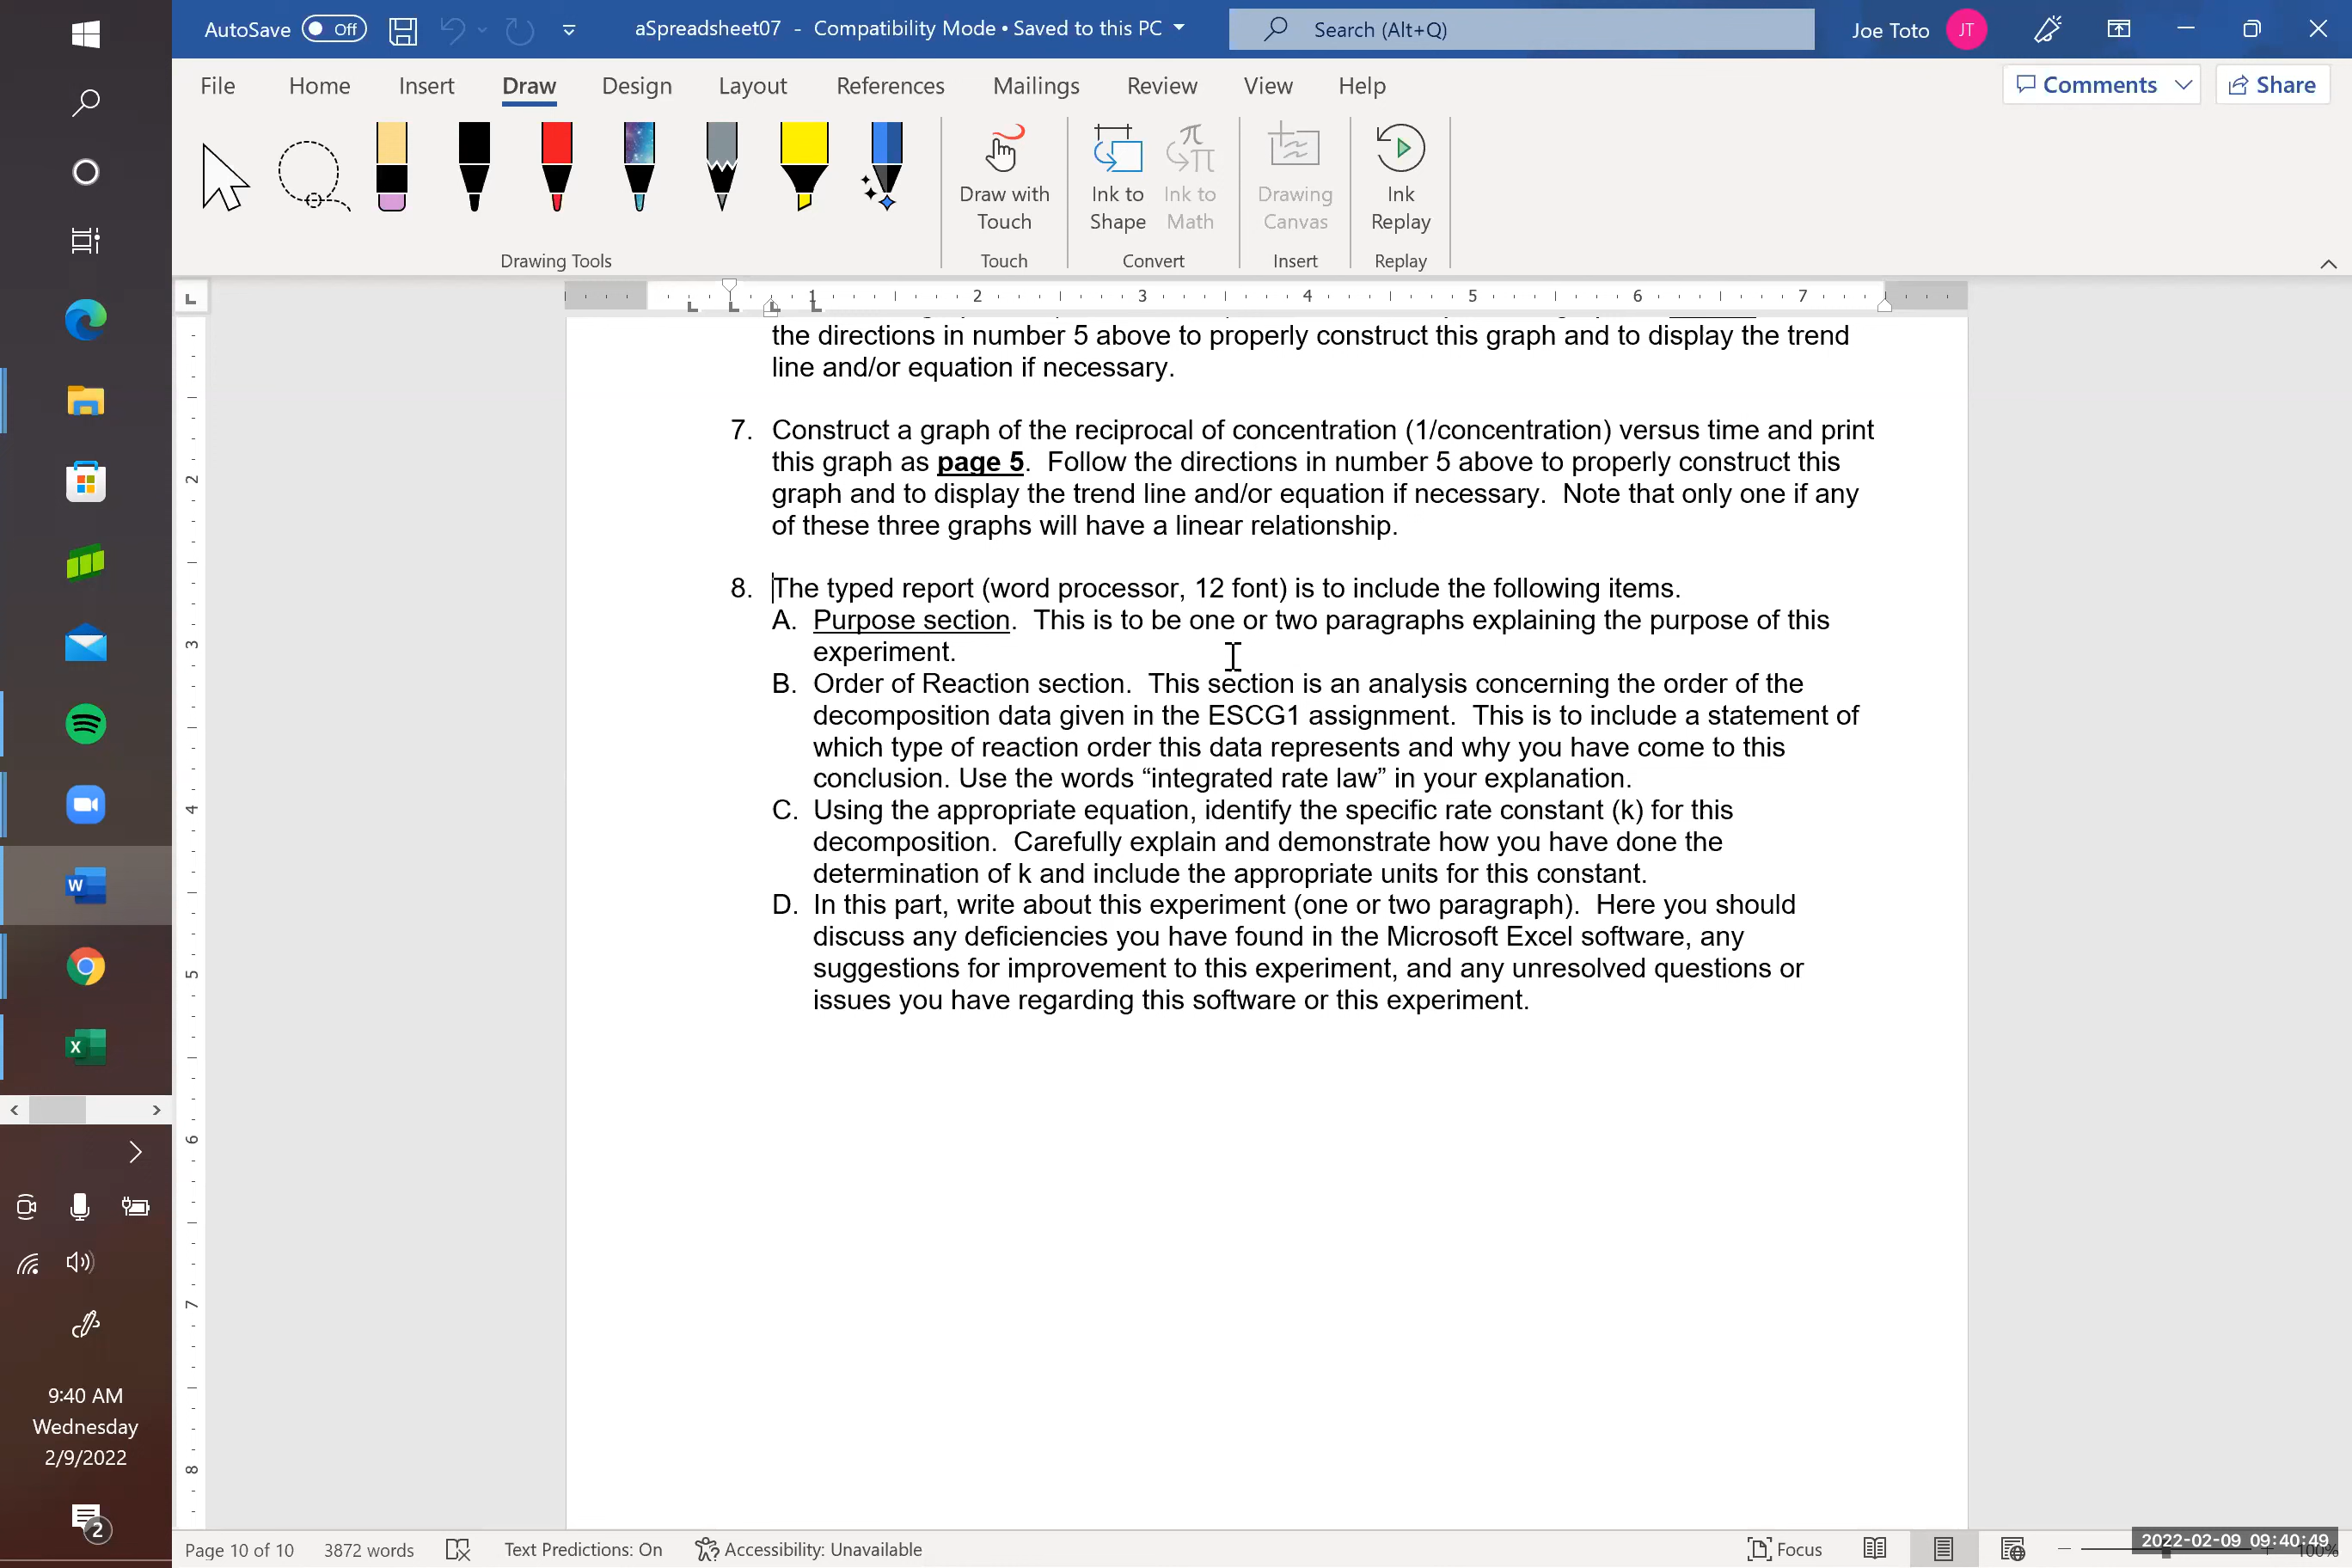 AutoSave Off
aSpreadsheet07 - Compatibility Mode • Saved to this PC
Search (Alt+Q)
Joe Toto JT
File Home Insert Draw Design Layout References Mailings Review View Help
Comments Share
Draw with Touch
Ink to Shape
Ink to Math
Drawing Canvas
Ink Replay
Drawing Tools Touch Convert Insert Replay
1 2 3 4 5 6 7
the directions in number 5 above to properly construct this graph and to display the trend
line and/or equation if necessary.
7. Construct a graph of the reciprocal of concentration (1/concentration) versus time and print
this graph as page 5. Follow the directions in number 5 above to properly construct this
graph and to display the trend line and/or equation if necessary. Note that only one if any
of these three graphs will have a linear relationship.
8. The typed report (word processor, 12 font) is to include the following items.
A. Purpose section. This is to be one or two paragraphs explaining the purpose of this
experiment.
B. Order of Reaction section. This section is an analysis concerning the order of the
decomposition data given in the ESCG1 assignment. This is to include a statement of
which type of reaction order this data represents and why you have come to this
conclusion. Use the words “integrated rate law” in your explanation.
C. Using the appropriate equation, identify the specific rate constant (k) for this
decomposition. Carefully explain and demonstrate how you have done the
determination of k and include the appropriate units for this constant.
D. In this part, write about this experiment (one or two paragraph). Here you should
discuss any deficiencies you have found in the Microsoft Excel software, any
suggestions for improvement to this experiment, and any unresolved questions or
issues you have regarding this software or this experiment.
2
3
4
5
6
7
8
9:40 AM
Wednesday
2/9/2022
2
Page 10 of 10 3872 words Text Predictions: On Accessibility: Unavailable Focus 100%
2022-02-09 09:40:49